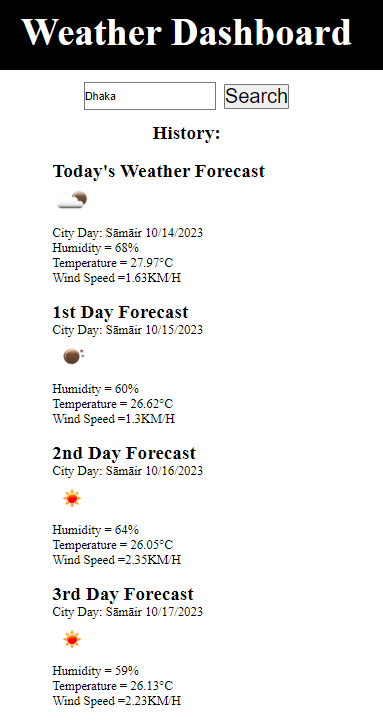 Weather Dashboard
Dhaka Search
History:
Today's Weather Forecast
City Day: Sāmāir 10/14/2023
Humidity = 68%
Temperature = 27.97°C
Wind Speed =1.63KM/H
1st Day Forecast
City Day: Sāmāir 10/15/2023
Humidity = 60%
Temperature = 26.62°C
Wind Speed =1.3KM/H
2nd Day Forecast
City Day: Sāmāir 10/16/2023
Humidity = 64%
Temperature = 26.05°C
Wind Speed =2.35KM/H
3rd Day Forecast
City Day: Sāmāir 10/17/2023
Humidity = 59%
Temperature = 26.13°C
Wind Speed =2.23KM/H